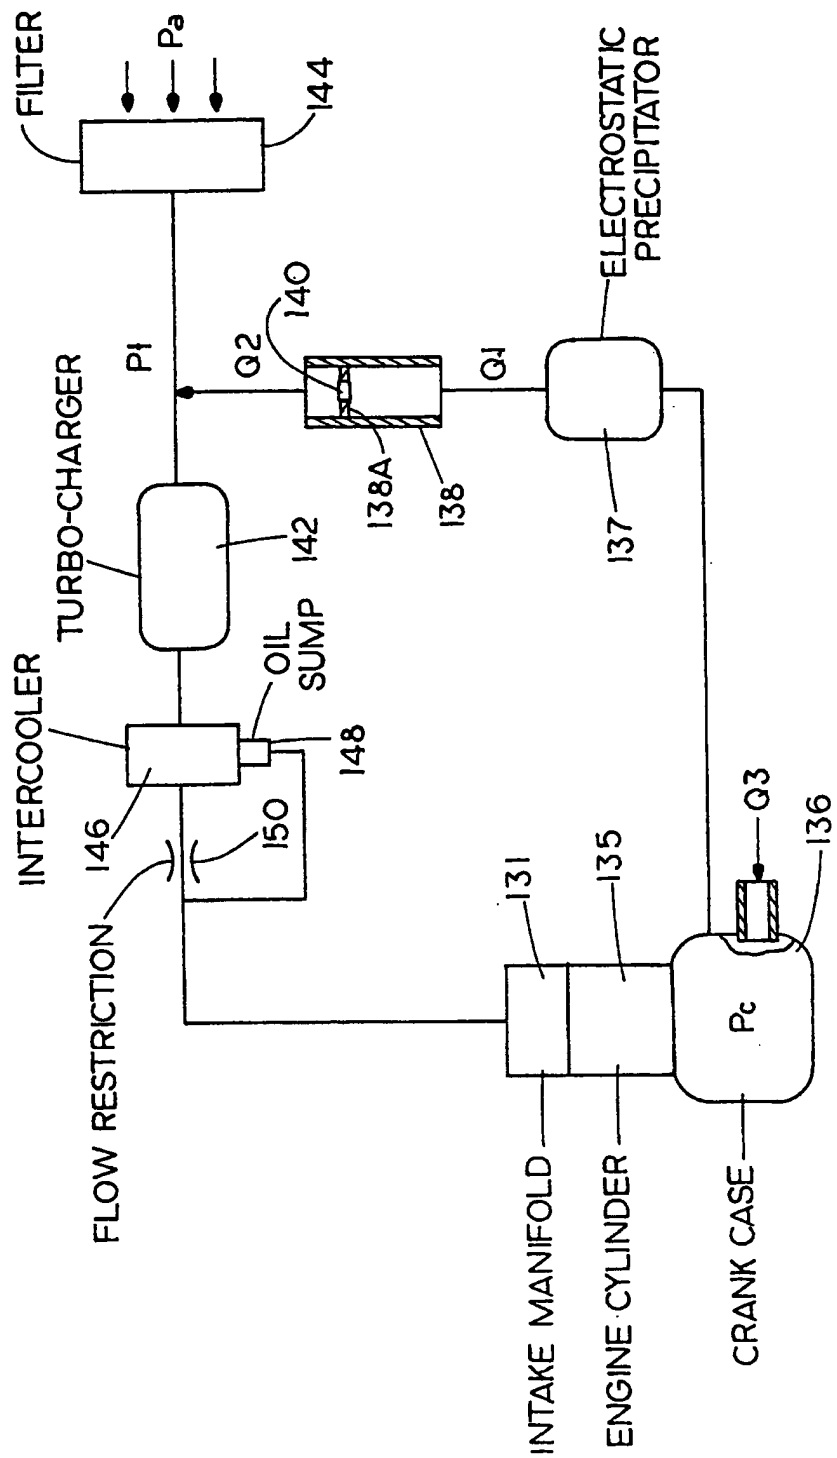 FILTER
Pa
144
P1
Q2
140
138A
138
Q1
ELECTROSTATIC
PRECIPITATOR
137
TURBO-CHARGER
142
INTERCOOLER
146
OIL
SUMP
148
150
FLOW RESTRICTION
131
135
Q3
136
Pc
INTAKE MANIFOLD
ENGINE CYLINDER
CRANK CASE